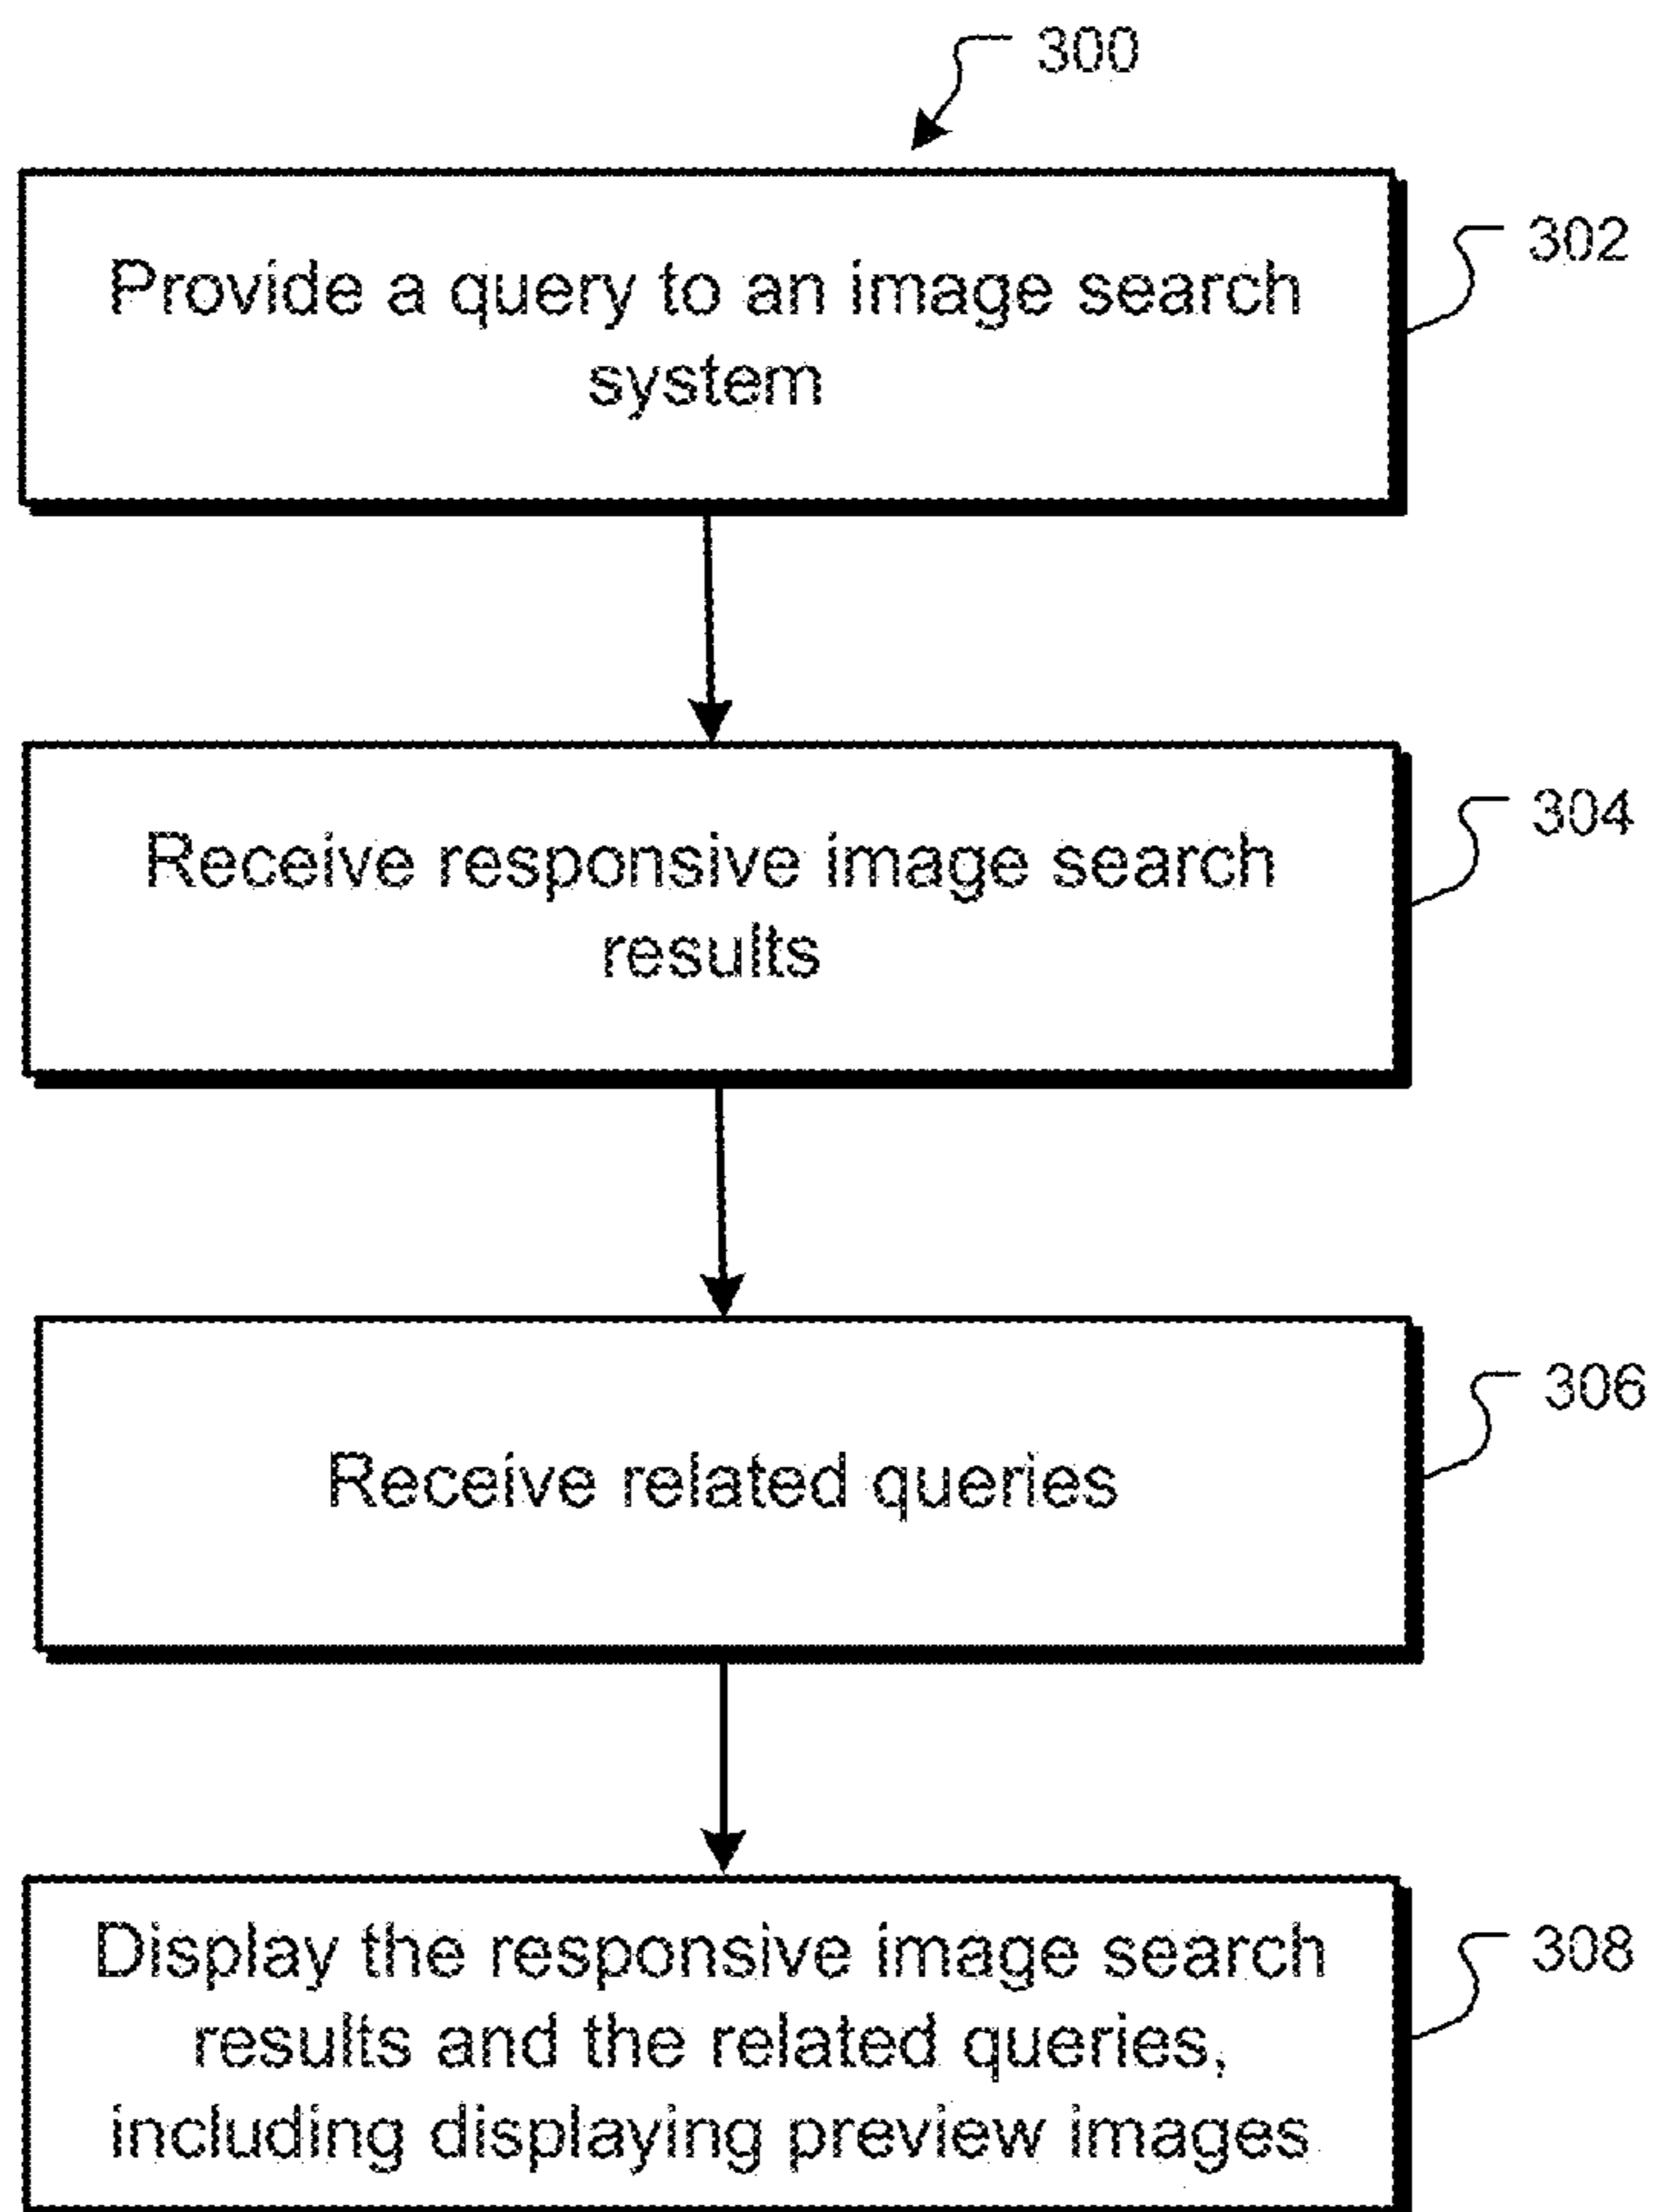 300
Provide a query to an image search
system
302
Receive responsive image search
results
304
Receive related queries
306
Display the responsive image search
results and the related queries,
including displaying preview images
308